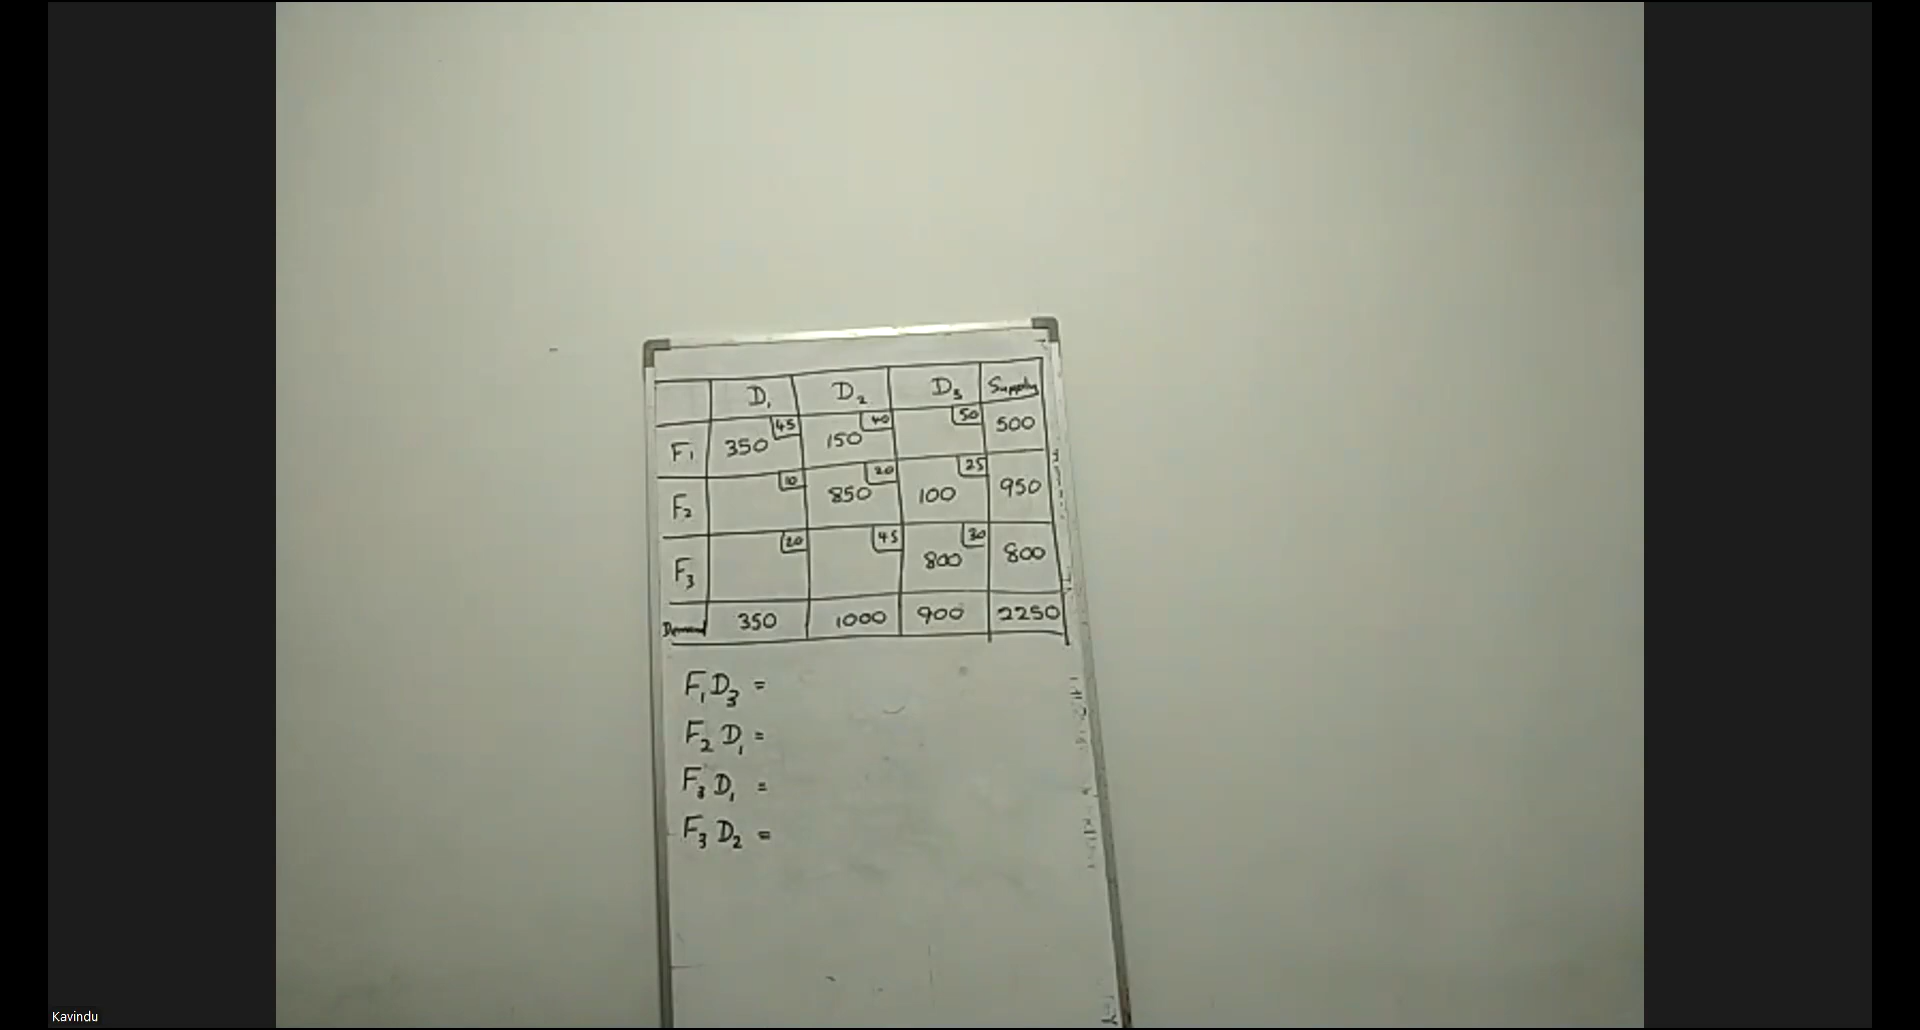 D₁ D₂ D₃ Supply
F₁ 350 45 150 40 50 500
F₂ 10 850 20 100 25 950
F₃ 20 45 800 30 800
Demand 350 1000 900 2250
F₁D₃ =
F₂D₁ =
F₃D₁ =
F₃D₂ =
Kavindu